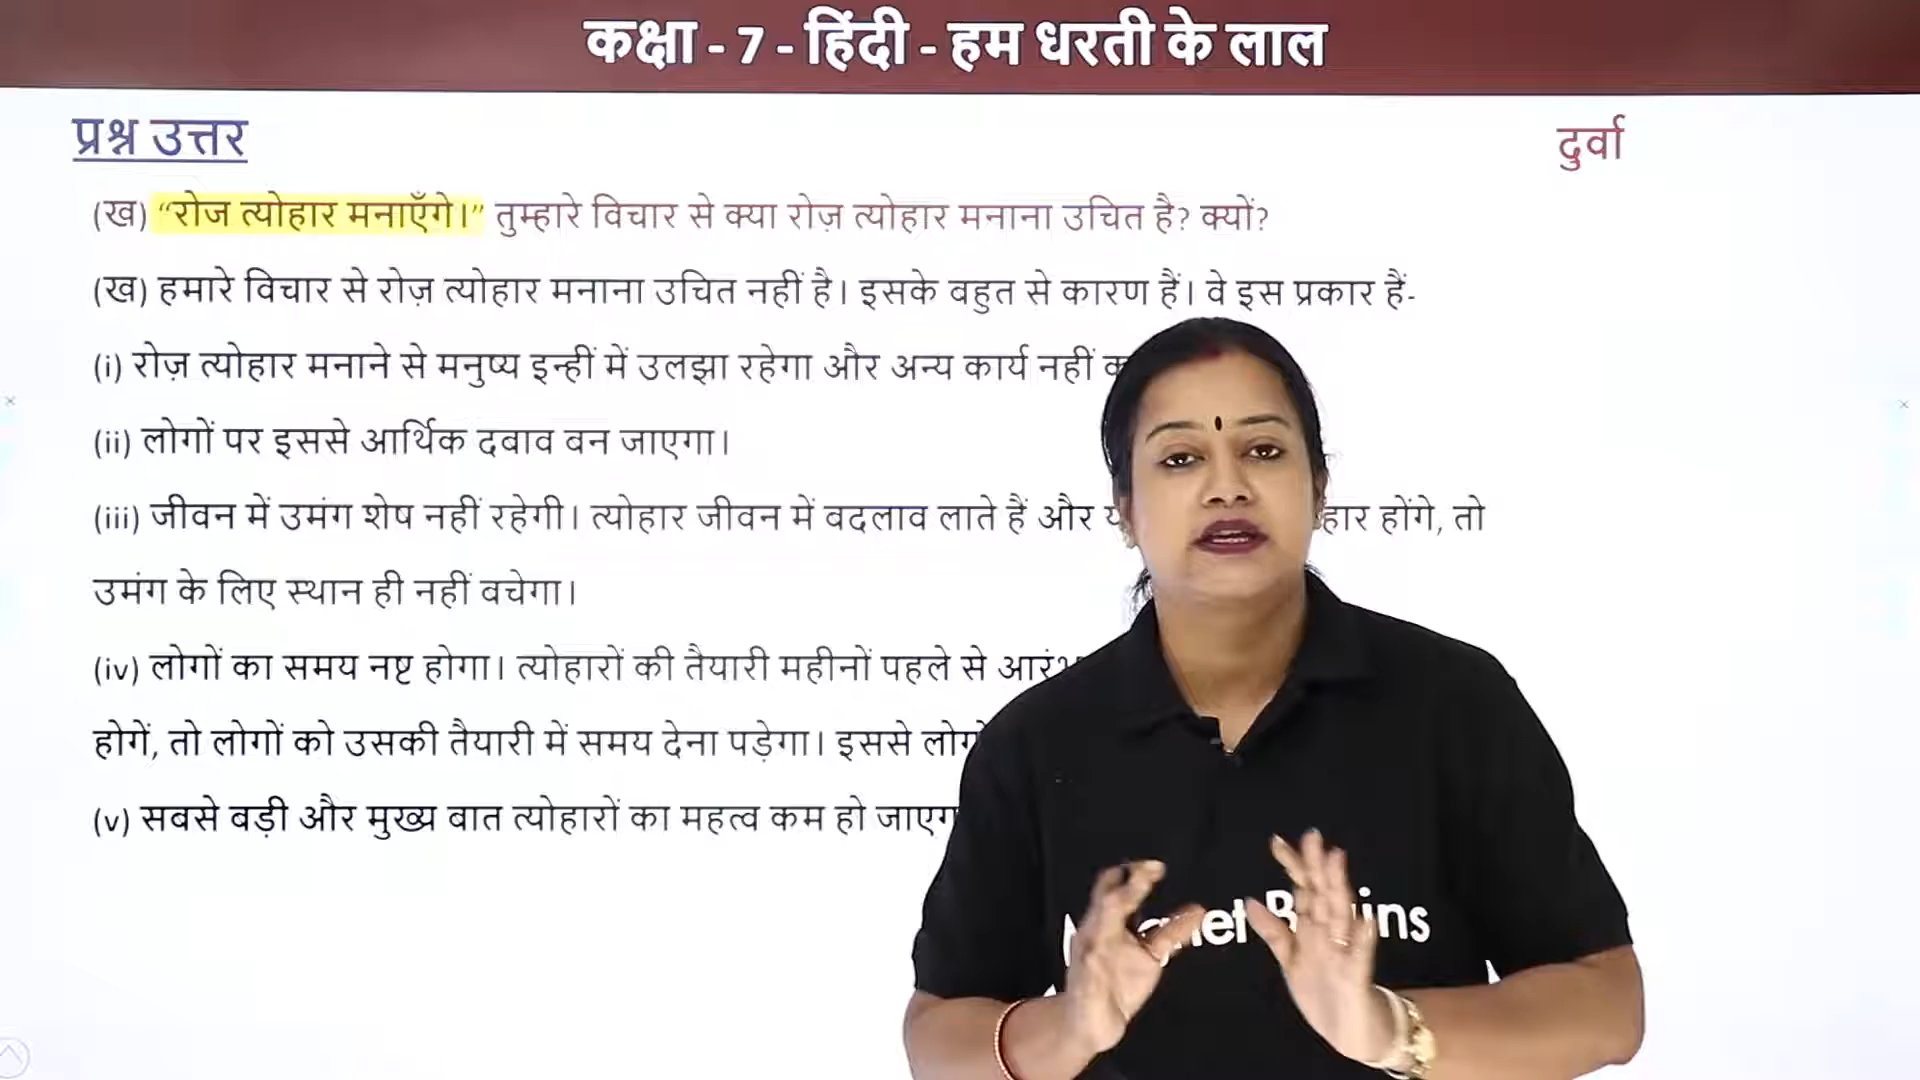 कक्षा - 7 - हिंदी - हम धरती के लाल
प्रश्न उत्तर
दुर्वा
(ख) “रोज त्योहार मनाएँगे।” तुम्हारे विचार से क्या रोज़ त्योहार मनाना उचित है? क्यों?
(ख) हमारे विचार से रोज़ त्योहार मनाना उचित नहीं है। इसके बहुत से कारण हैं। वे इस प्रकार हैं-
(i) रोज़ त्योहार मनाने से मनुष्य इन्हीं में उलझा रहेगा और अन्य कार्य नहीं
(ii) लोगों पर इससे आर्थिक दबाव बन जाएगा।
(iii) जीवन में उमंग शेष नहीं रहेगी। त्योहार जीवन में बदलाव लाते हैं और होंगे, तो
उमंग के लिए स्थान ही नहीं बचेगा।
(iv) लोगों का समय नष्ट होगा। त्योहारों की तैयारी महीनों पहले से
होगें, तो लोगों को उसकी तैयारी में समय देना पड़ेगा। इससे
(v) सबसे बड़ी और मुख्य बात त्योहारों का महत्व कम हो